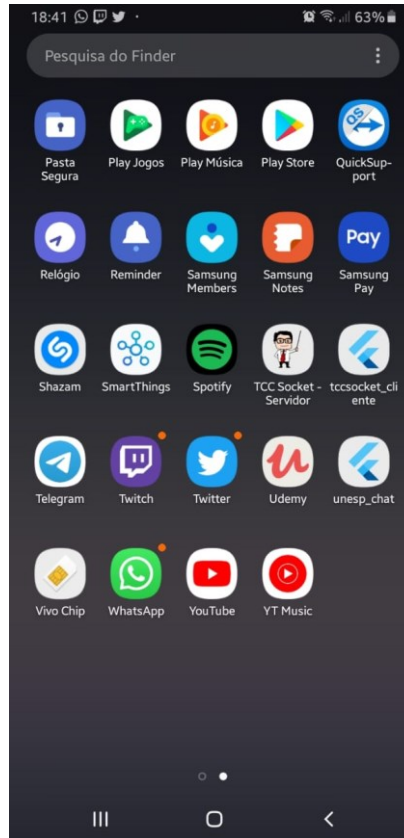 18:41 63%
Pesquisa do Finder
QS
Pasta Segura
Play Jogos
Play Música
Play Store
QuickSup-
port
Relógio
Reminder
Samsung
Members
Samsung
Notes
Pay
Samsung
Pay
Shazam
SmartThings
Spotify
TCC Socket -
Servidor
tccsocket_cli
ente
Telegram
Twitch
Twitter
Udemy
unesp_chat
Vivo Chip
WhatsApp
YouTube
YT Music